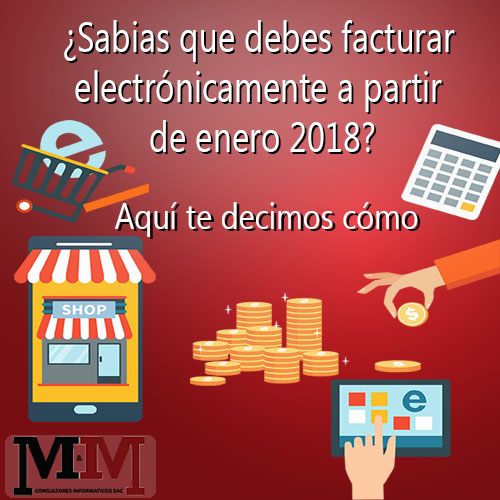 ¿Sabias que debes facturar
electrónicamente a partir
de enero 2018?
Aquí te decimos cómo
SHOP
M&M
CONSULTORES INFORMATICOS SAC